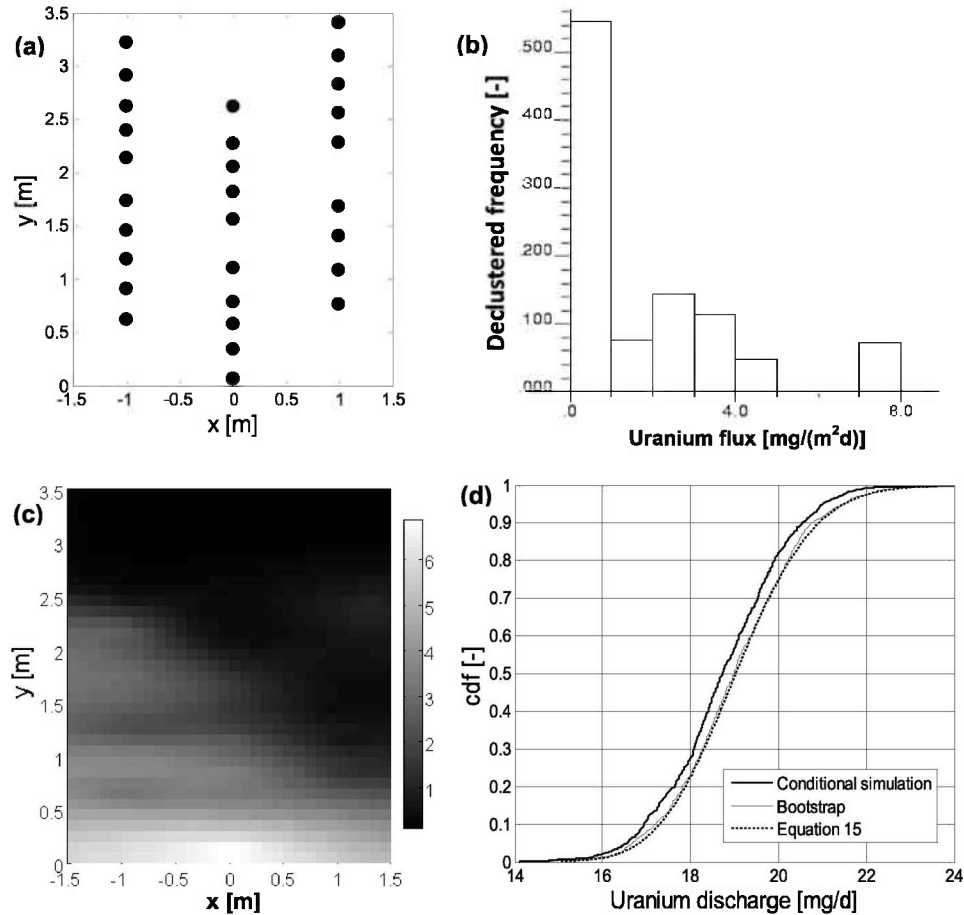 (a)
3.5
3
2.5
2
1.5
1
0.5
0
y [m]
-1.5 -1 -0.5 0 0.5 1 1.5
x [m]
(b)
.500
.400
.300
.200
.100
.000
Declustered frequency [-]
.0 4.0 8.0
Uranium flux [mg/(m²d)]
(c)
3.5
3
2.5
2
1.5
1
0.5
0
y [m]
-1.5 -1 -0.5 0 0.5 1 1.5
x [m]
6
5
4
3
2
1
(d)
1
0.9
0.8
0.7
0.6
0.5
0.4
0.3
0.2
0.1
0
cdf [-]
Conditional simulation
Bootstrap
Equation 15
14 16 18 20 22 24
Uranium discharge [mg/d]